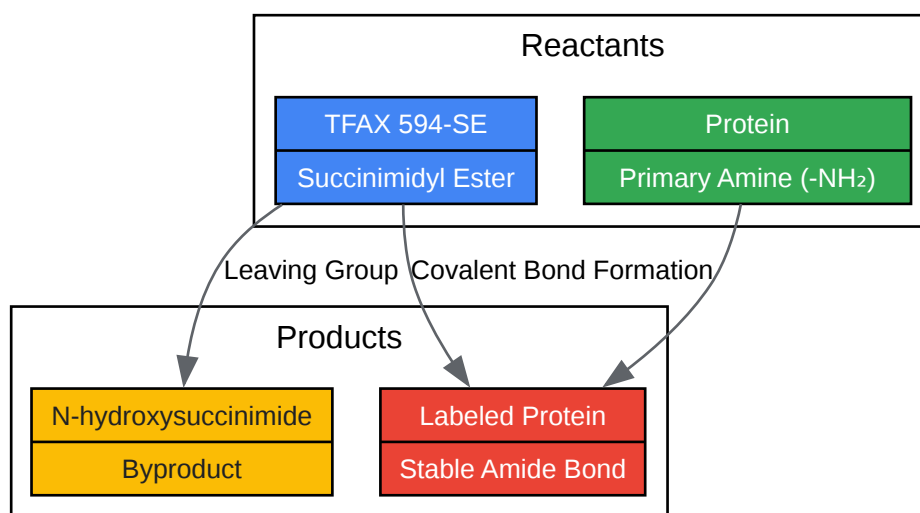 Reactants
TFAX 594-SE
Succinimidyl Ester
Protein
Primary Amine (-NH₂)
Leaving Group
Covalent Bond Formation
Products
N-hydroxysuccinimide
Byproduct
Labeled Protein
Stable Amide Bond